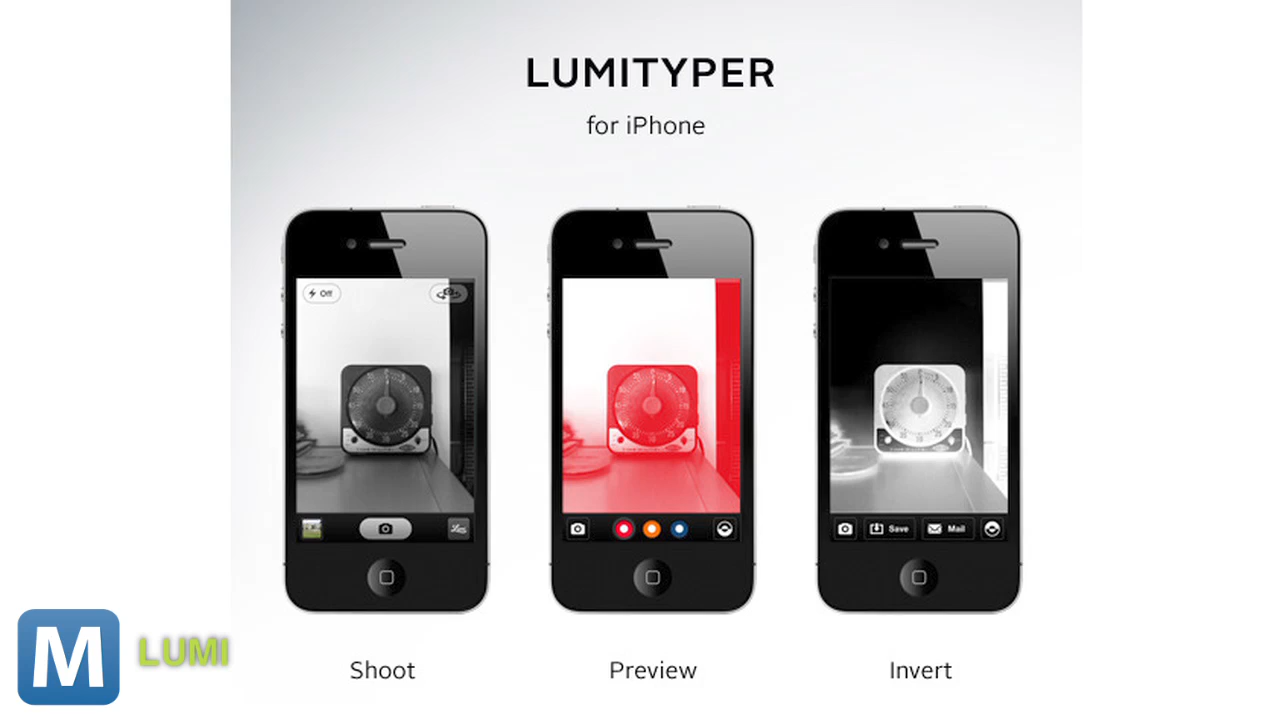 LUMITYPER
for iPhone
Off
Save
Mail
Shoot
Preview
Invert
M
LUMI